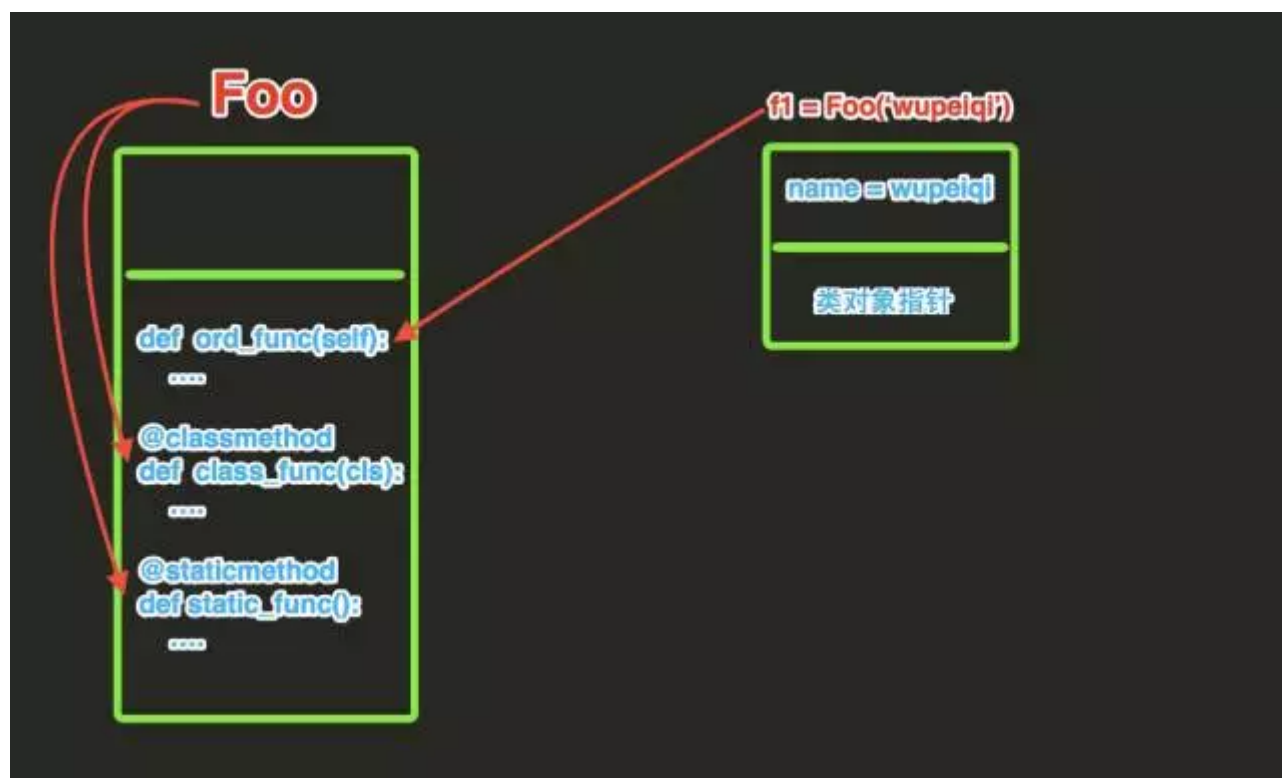 Foo
def ord_func(self):
....
@classmethod
def class_func(cls):
....
@staticmethod
def static_func():
....
f1 = Foo('wupeiqi')
name = wupeiqi
类对象指针